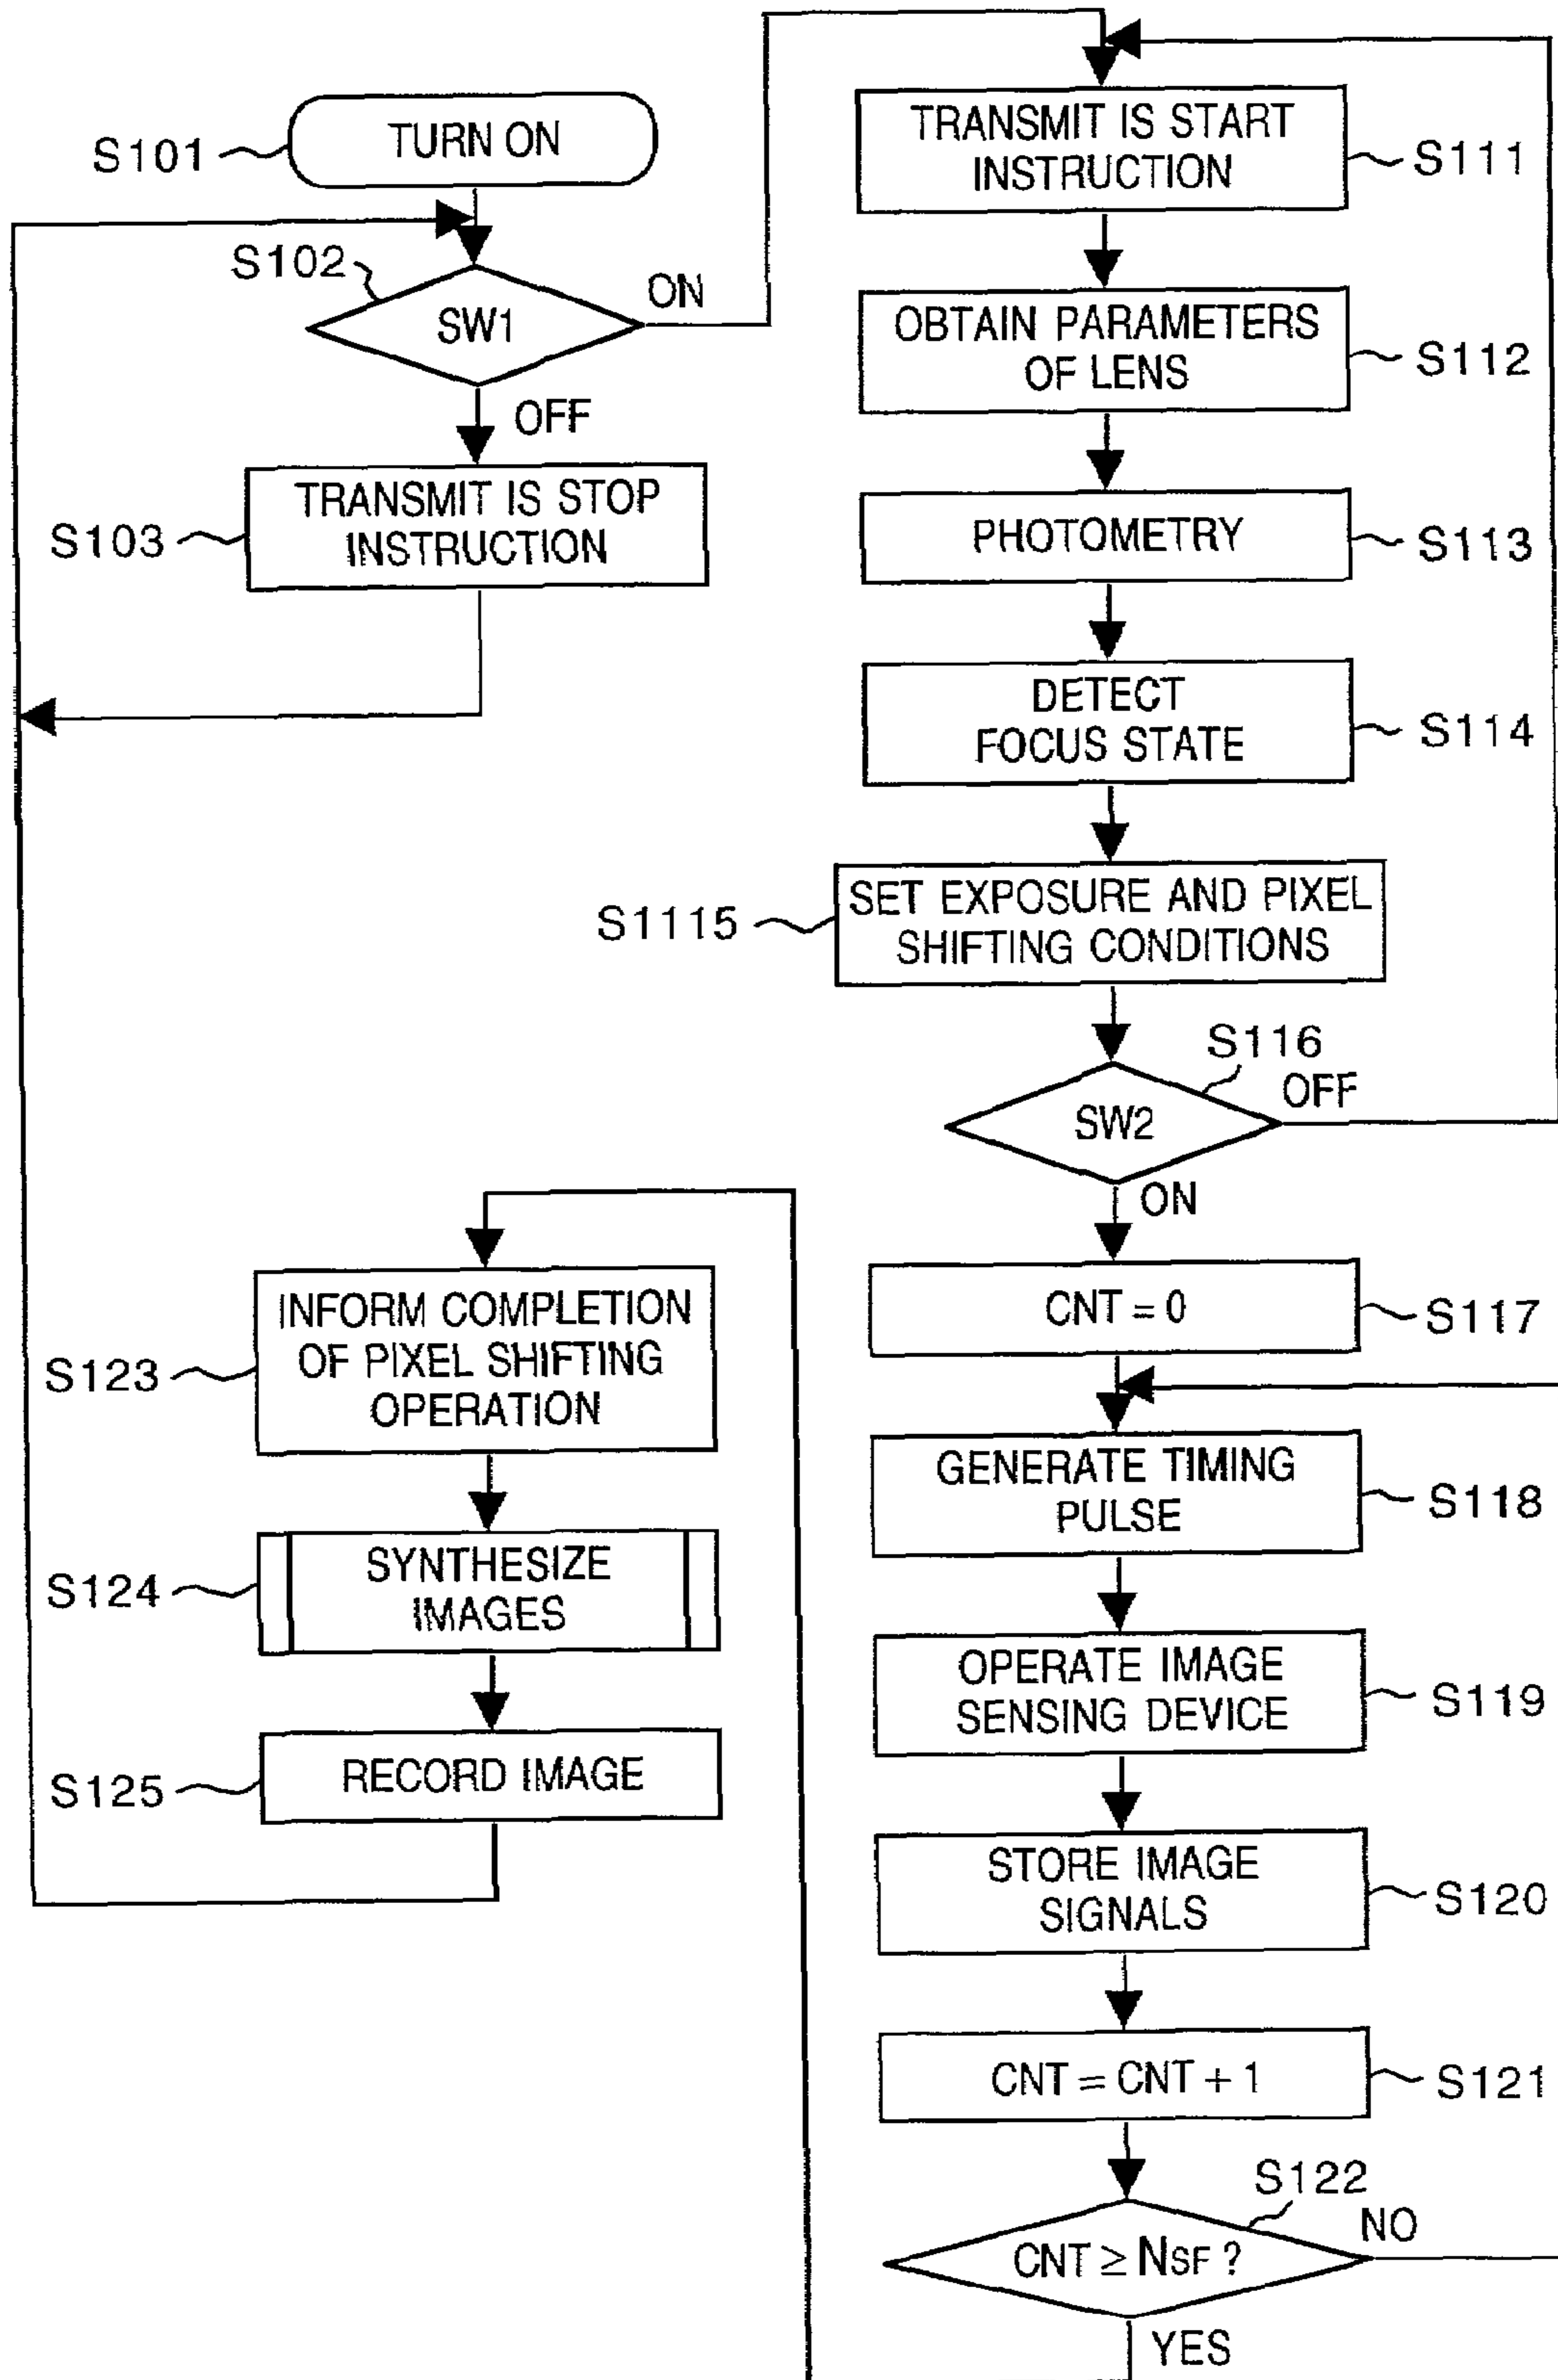 S101
TURN ON
S102
SW1
ON
OFF
S103
TRANSMIT IS STOP
INSTRUCTION
TRANSMIT IS START
INSTRUCTION
S111
OBTAIN PARAMETERS
OF LENS
S112
PHOTOMETRY
S113
DETECT
FOCUS STATE
S114
S1115
SET EXPOSURE AND PIXEL
SHIFTING CONDITIONS
S116
SW2
OFF
ON
CNT = 0
S117
GENERATE TIMING
PULSE
S118
OPERATE IMAGE
SENSING DEVICE
S119
STORE IMAGE
SIGNALS
S120
CNT = CNT + 1
S121
S122
CNT ≥ NSF ?
NO
YES
S123
INFORM COMPLETION
OF PIXEL SHIFTING
OPERATION
S124
SYNTHESIZE
IMAGES
S125
RECORD IMAGE